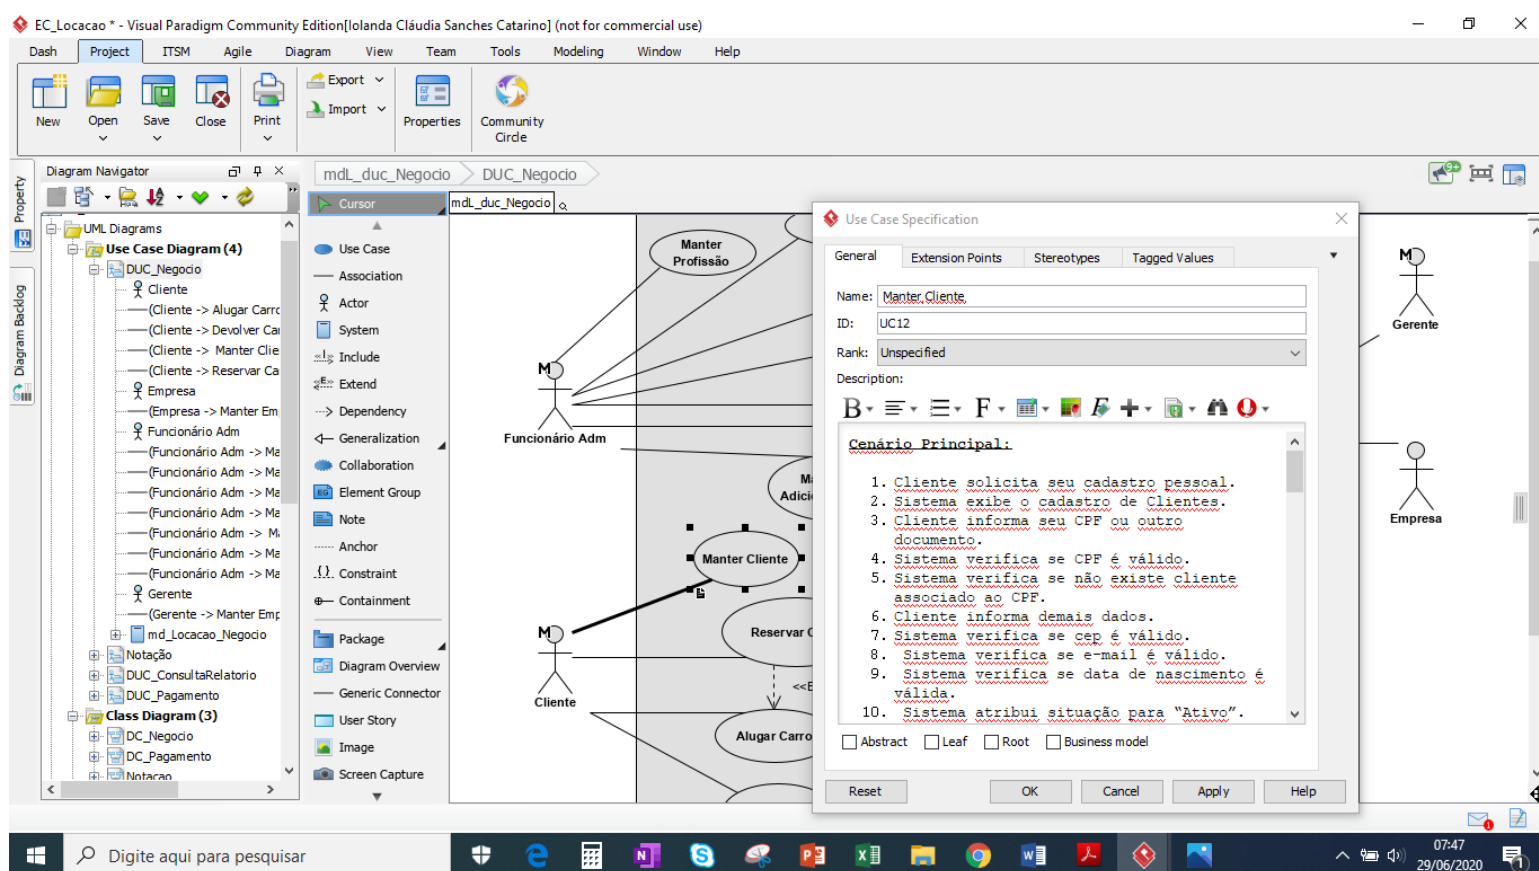 EC_Locacao * - Visual Paradigm Community Edition[Iolanda Cláudia Sanches Catarino] (not for commercial use)
Dash Project ITSM Agile Diagram View Team Tools Modeling Window Help
New Open Save Close Print Export Import Properties Community Circle
Property
Diagram Backlog
Diagram Navigator
UML Diagrams
Use Case Diagram (4)
DUC_Negocio
Cliente
(Cliente -> Alugar Carro
(Cliente -> Devolver Car
(Cliente -> Manter Clie
(Cliente -> Reservar Ca
Empresa
(Empresa -> Manter Em
Funcionário Adm
(Funcionário Adm -> Ma
(Funcionário Adm -> Ma
(Funcionário Adm -> Ma
(Funcionário Adm -> Ma
(Funcionário Adm -> Ma
(Funcionário Adm -> Ma
(Funcionário Adm -> Ma
Gerente
(Gerente -> Manter Emp
md_Locacao_Negocio
Notação
DUC_ConsultaRelatorio
DUC_Pagamento
Class Diagram (3)
DC_Negocio
DC_Pagamento
Notacao
mdL_duc_Negocio
DUC_Negocio
9+
Cursor
Use Case
Association
Actor
System
Include
Extend
Dependency
Generalization
Collaboration
EG Element Group
Note
Anchor
{} Constraint
Containment
Package
Diagram Overview
Generic Connector
User Story
Image
Screen Capture
mdL_duc_Negocio
Manter
Profissão
M
Funcionário Adm
Ma
Adici
Manter Cliente
Reservar C
M
Cliente
<<E
Alugar Carro
M
Gerente
Empresa
Use Case Specification
General Extension Points Stereotypes Tagged Values
Name: Manter Cliente
ID: UC12
Rank: Unspecified
Description:
B F F
Cenário Principal:
1. Cliente solicita seu cadastro pessoal.
2. Sistema exibe o cadastro de Clientes.
3. Cliente informa seu CPF ou outro
documento.
4. Sistema verifica se CPF é válido.
5. Sistema verifica se não existe cliente
associado ao CPF.
6. Cliente informa demais dados.
7. Sistema verifica se cep é válido.
8. Sistema verifica se e-mail é válido.
9. Sistema verifica se data de nascimento é
válida.
10. Sistema atribui situação para “Ativo”.
Abstract Leaf Root Business model
Reset OK Cancel Apply Help
Digite aqui para pesquisar
07:47
29/06/2020